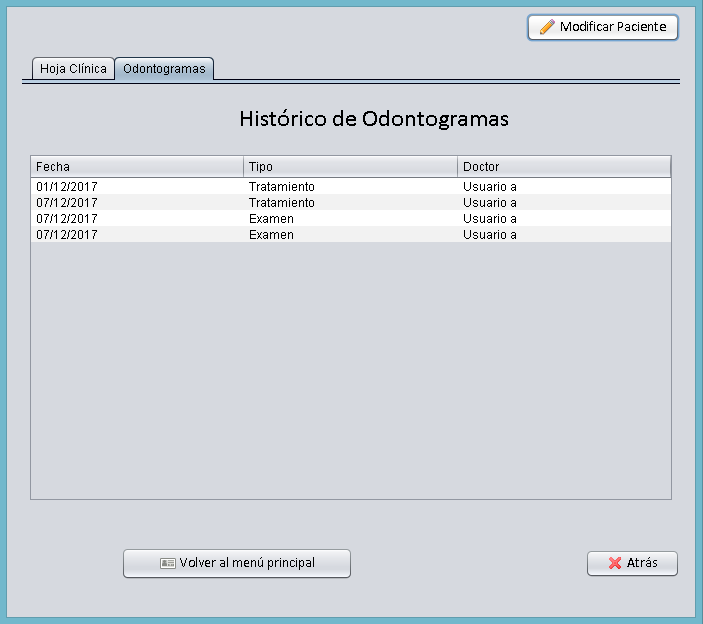 Modificar Paciente
Hoja Clínica Odontogramas
Histórico de Odontogramas
Fecha Tipo Doctor
01/12/2017 Tratamiento Usuario a
07/12/2017 Tratamiento Usuario a
07/12/2017 Examen Usuario a
07/12/2017 Examen Usuario a
Volver al menú principal Atrás